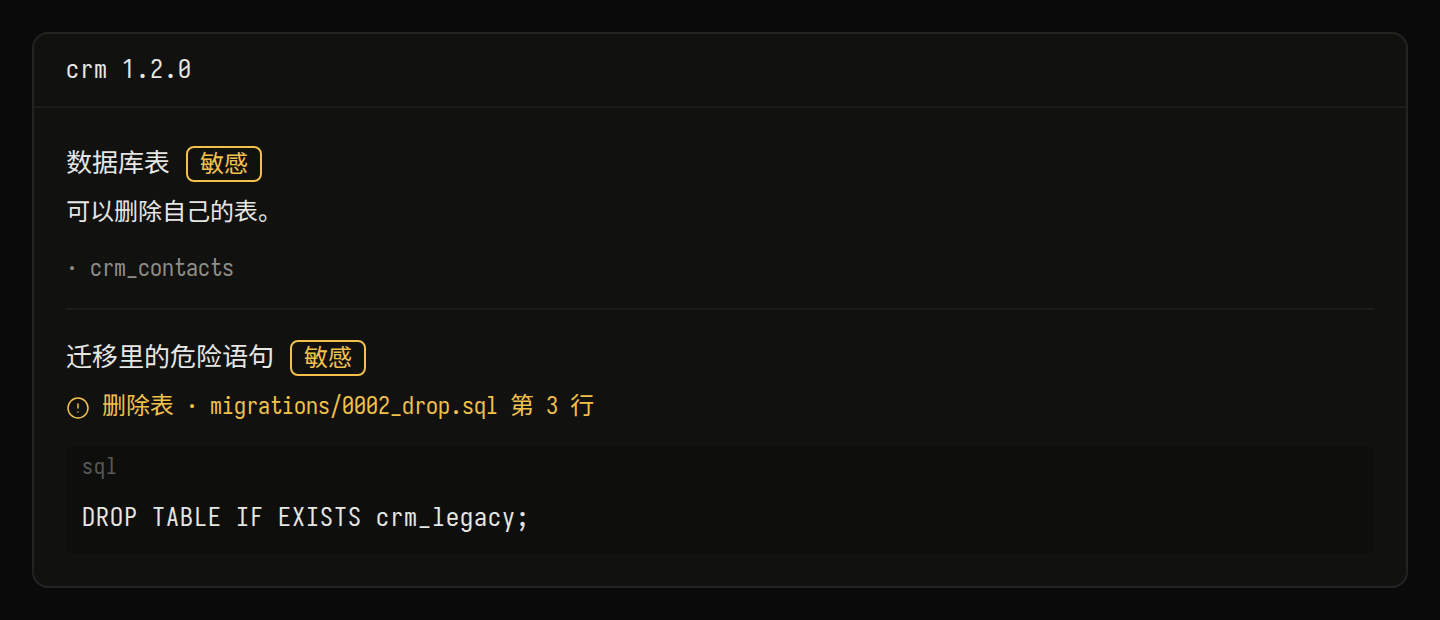 crm 1.2.0
数据库表 敏感
可以删除自己的表。
· crm_contacts
迁移里的危险语句 敏感
删除表 · migrations/0002_drop.sql 第 3 行
sql
DROP TABLE IF EXISTS crm_legacy;